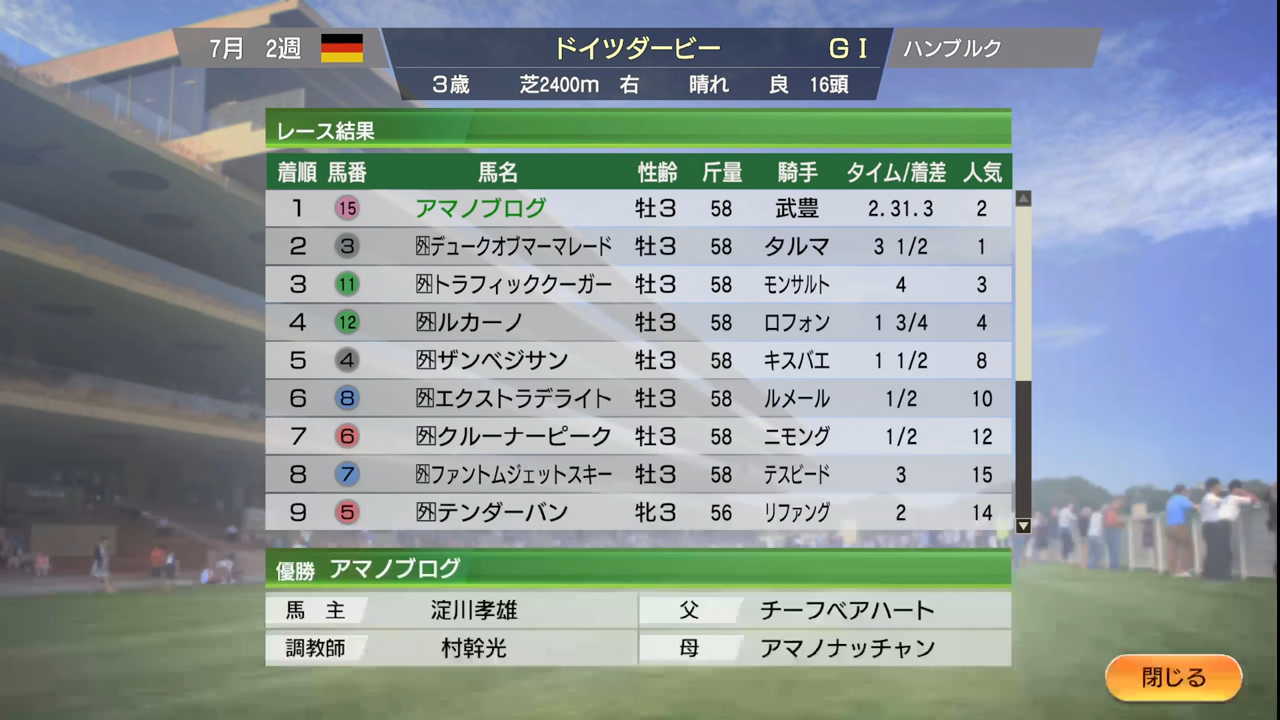 7月 2週 ドイツダービー GⅠ ハンブルク
3歳 芝2400m 右 晴れ 良 16頭
レース結果
着順 馬番 馬名 性齢 斤量 騎手 タイム/着差 人気
1 15 アマノブログ 牡3 58 武豊 2.31.3 2
2 3 外デュークオブマーマレード 牡3 58 タルマ 3 1/2 1
3 11 外トラフィッククーガー 牡3 58 モンサルト 4 3
4 12 外ルカーノ 牡3 58 ロフォン 1 3/4 4
5 4 外ザンベジサン 牡3 58 キスバエ 1 1/2 8
6 8 外エクストラデライト 牡3 58 ルメール 1/2 10
7 6 外クルーナーピーク 牡3 58 ニモング 1/2 12
8 7 外ファントムジェットスキー 牡3 58 テスビード 3 15
9 5 外テンダーバン 牝3 56 リファング 2 14
優勝 アマノブログ
馬主 淀川孝雄 父 チーフベアハート
調教師 村幹光 母 アマノナッチャン
閉じる